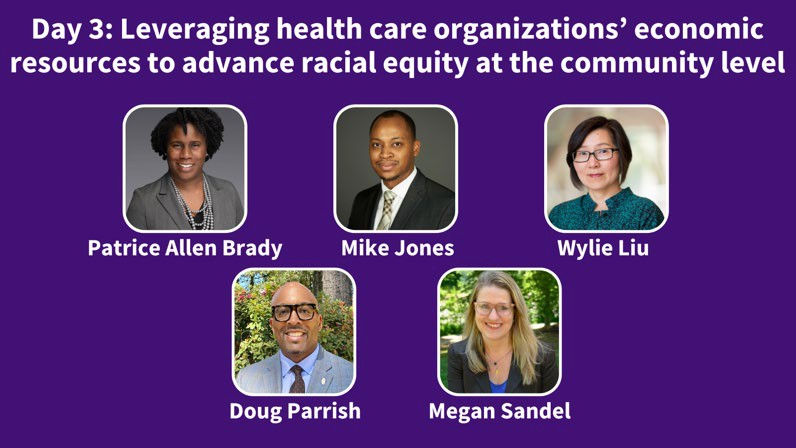 Day 3: Leveraging health care organizations’ economic
resources to advance racial equity at the community level
Patrice Allen Brady
Mike Jones
Wylie Liu
Doug Parrish
Megan Sandel